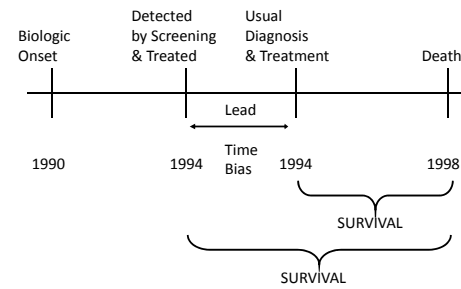 Biologic
Onset
Detected
by Screening
& Treated
Usual
Diagnosis
& Treatment
Death
Lead
Time
Bias
1990
1994
1994
1998
SURVIVAL
SURVIVAL